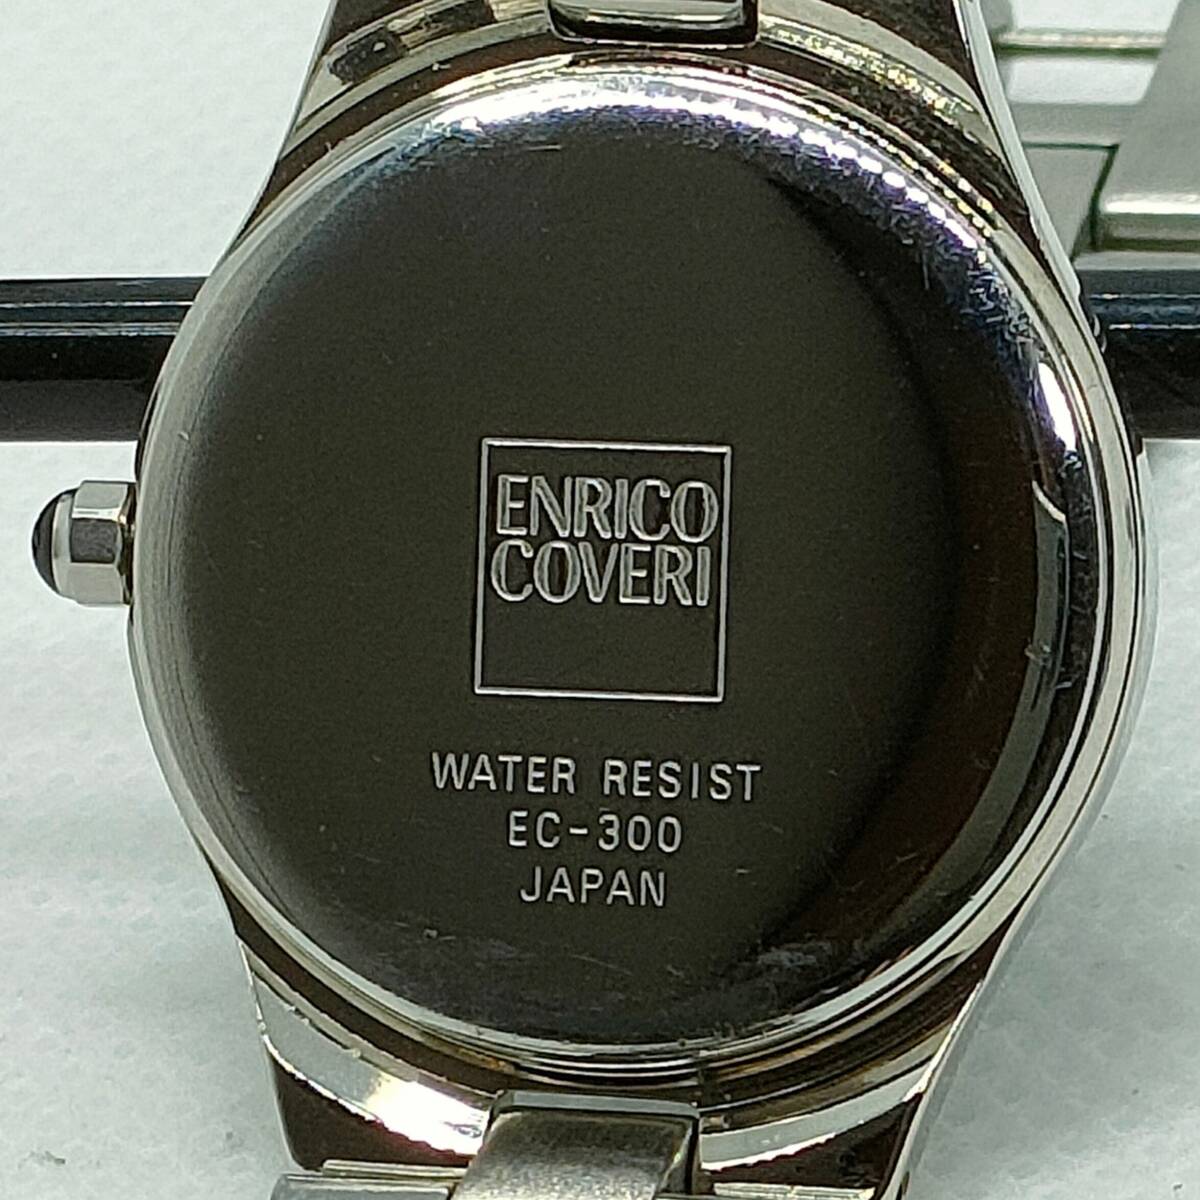 ENRICO
COVERI
WATER RESIST
EC-300
JAPAN